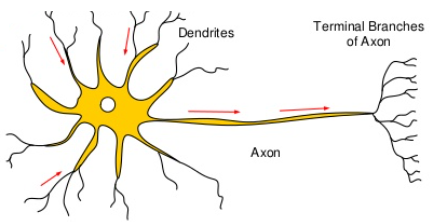 Dendrites
Terminal Branches
of Axon
Axon